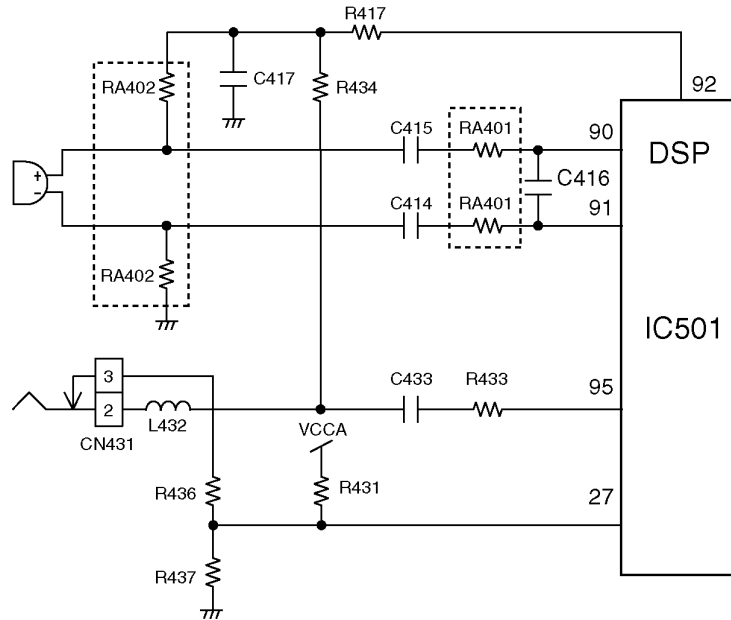 R417
RA402
C417
R434
92
C415
RA401
90
DSP
+
−
C416
C414
RA401
91
RA402
IC501
3
2
CN431
L432
C433
R433
95
VCCA
R431
R436
27
R437